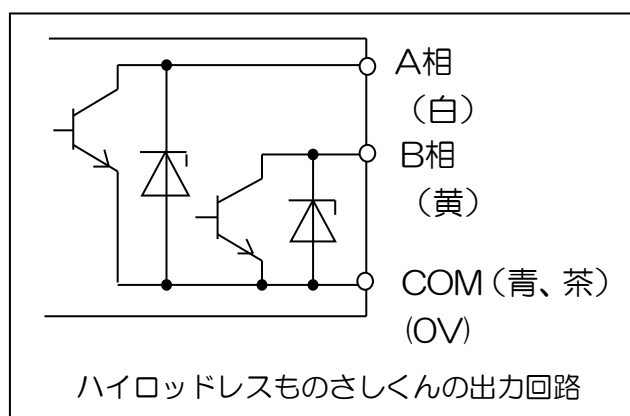 A相
（白）
B相
（黄）
COM（青、茶）
(0V)
ハイロッドレスものさしくんの出力回路